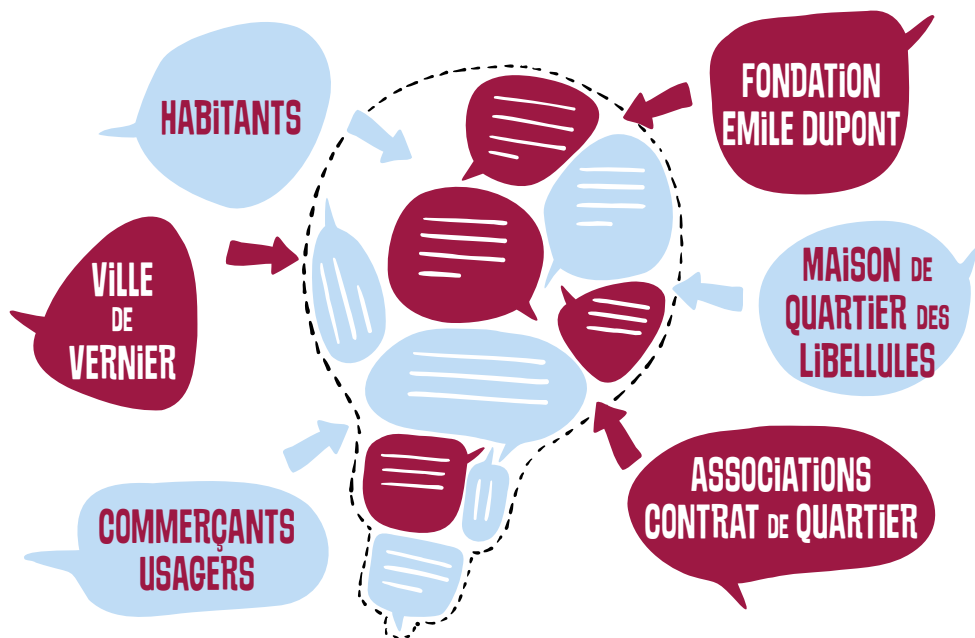 HABiTANTS
FONDATiON
EMiLE DUPONT
ViLLE
DE
VERNiER
MAiSON DE
QUARTiER DES
LiBELLULES
COMMERÇANTS
USAGERS
ASSOCiATiONS
CONTRAT DE QUARTiER